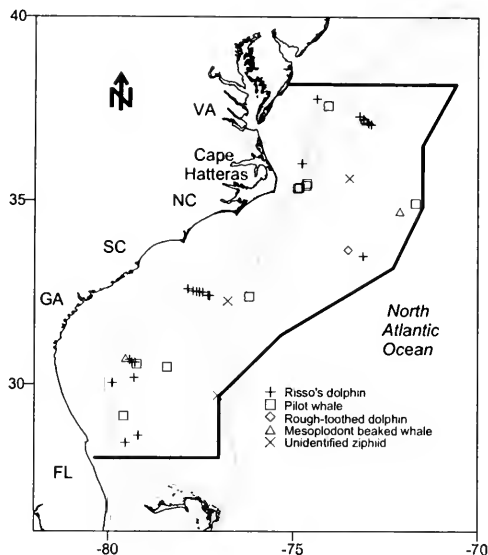 40
N
VA
Cape
Hatteras
NC
35
SC
GA
North
Atlantic
Ocean
30
Risso's dolphin
Pilot whale
Rough-toothed dolphin
Mesoplodont beaked whale
Unidentified ziphiid
FL
-80
-75
-70